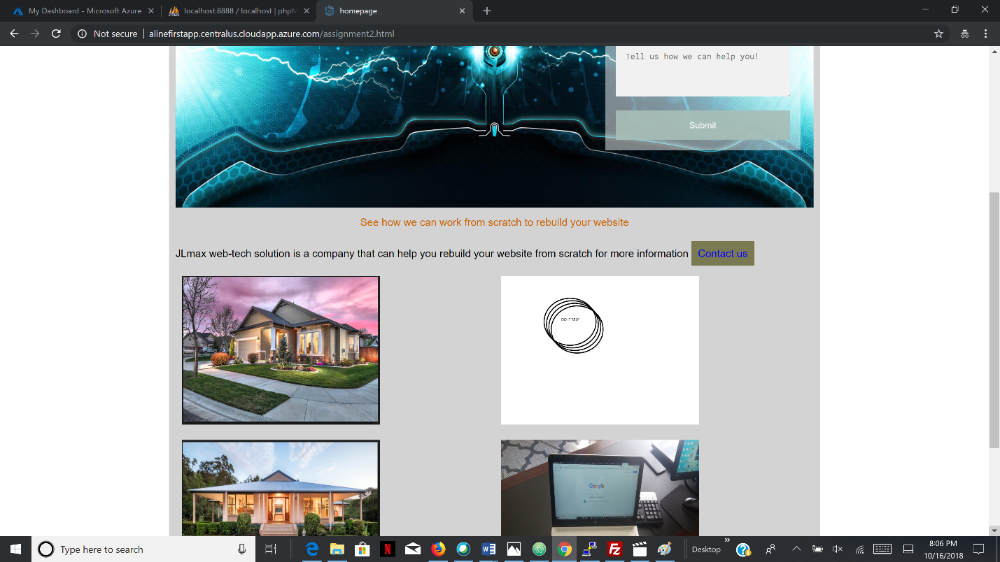 My Dashboard - Microsoft Azure
localhost:8888 / localhost | phpM
homepage
Not secure
alinefirstapp.centralus.cloudapp.azure.com/assignment2.html
Tell us how we can help you!
Submit
See how we can work from scratch to rebuild your website
JLmax web-tech solution is a company that can help you rebuild your website from scratch for more information Contact us
DO IT SELF
Google
Type here to search
Desktop
8:06 PM
10/16/2018